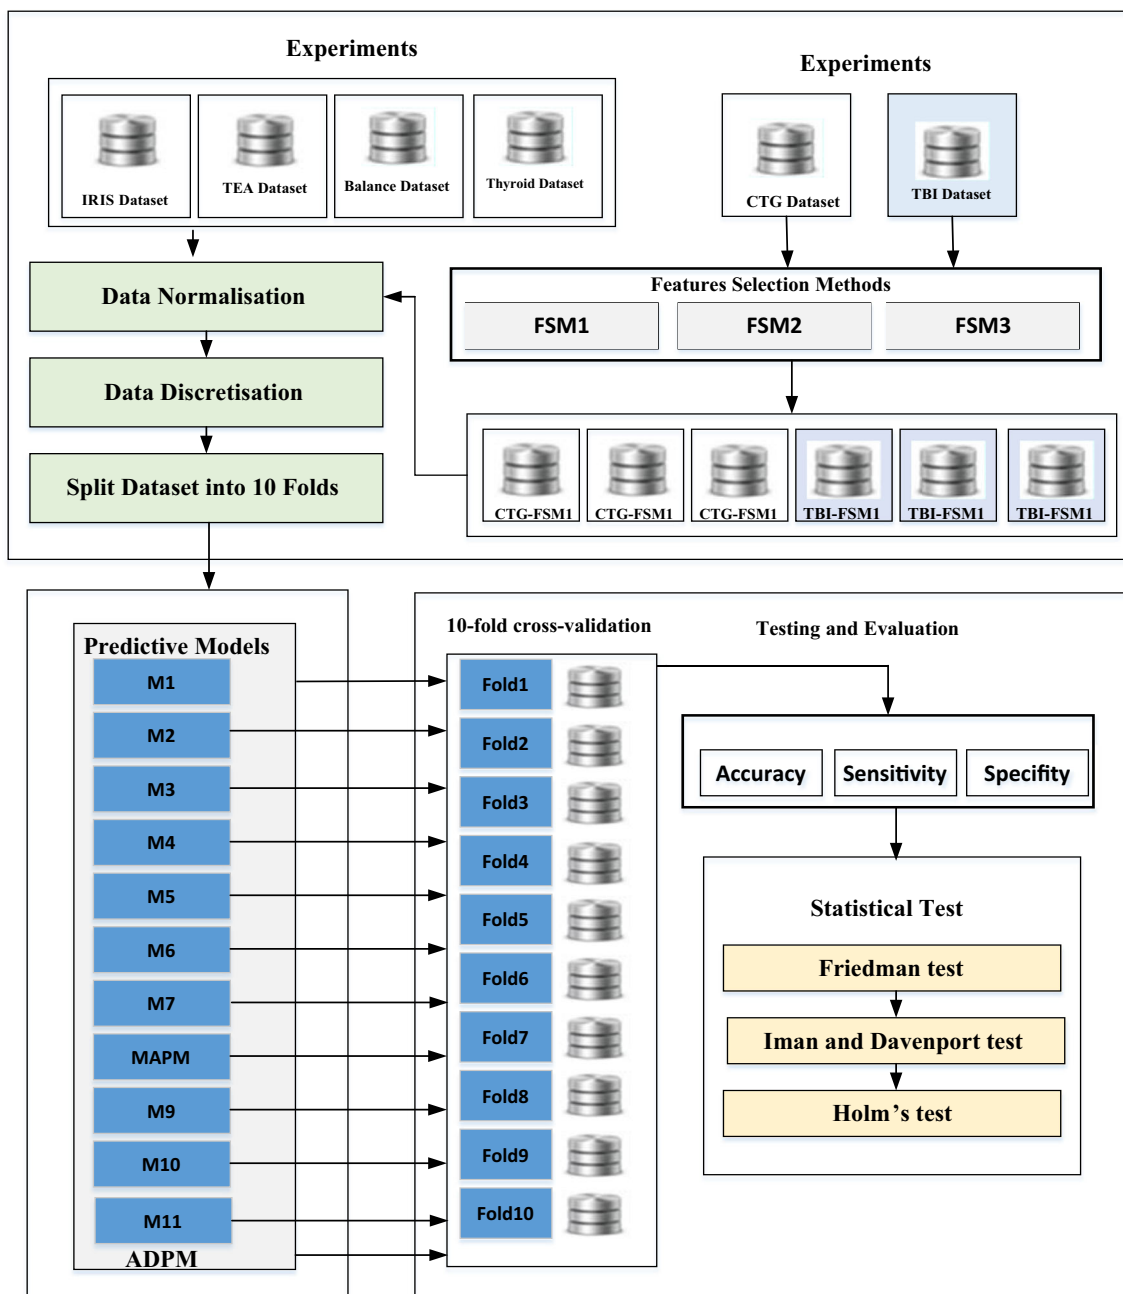 Experiments
Experiments
IRIS Dataset
TEA Dataset
Balance Dataset
Thyroid Dataset
CTG Dataset
TBI Dataset
Data Normalisation
Features Selection Methods
FSM1
FSM2
FSM3
Data Discretisation
Split Dataset into 10 Folds
CTG-FSM1
CTG-FSM1
CTG-FSM1
TBI-FSM1
TBI-FSM1
TBI-FSM1
Predictive Models
M1
M2
M3
M4
M5
M6
M7
MAPM
M9
M10
M11
ADPM
10-fold cross-validation
Fold1
Fold2
Fold3
Fold4
Fold5
Fold6
Fold7
Fold8
Fold9
Fold10
Testing and Evaluation
Accuracy
Sensitivity
Specifity
Statistical Test
Friedman test
Iman and Davenport test
Holm's test